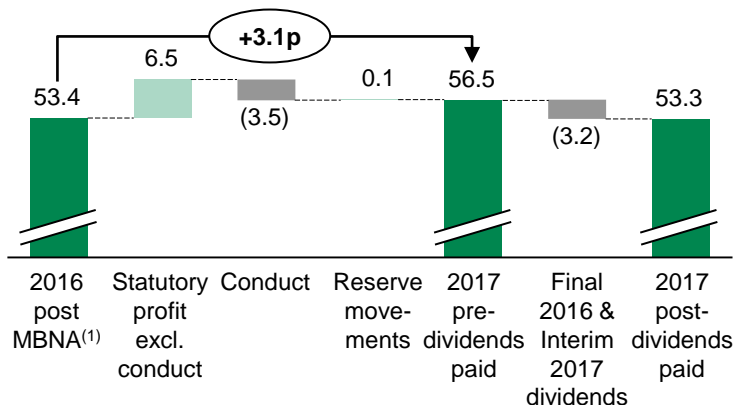 +3.1p
53.4
6.5
(3.5)
0.1
56.5
(3.2)
53.3
2016
post
MBNA(1)
Statutory
profit
excl.
conduct
Conduct
Reserve
move-
ments
2017
pre-
dividends
paid
Final
2016 &
Interim
2017
dividends
2017
post-
dividends
paid